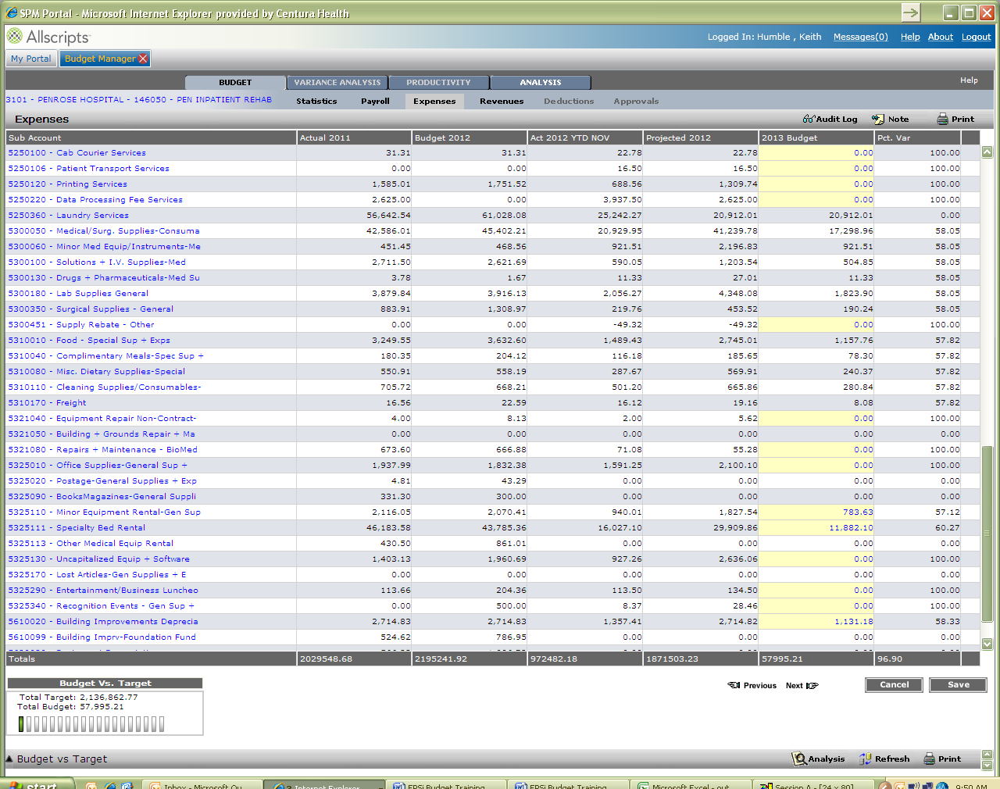 SPM Portal - Microsoft Internet Explorer provided by Centura Health
Allscripts
Logged In: Humble , Keith Messages(0) Help About Logout
My Portal Budget Manager
BUDGET VARIANCE ANALYSIS PRODUCTIVITY ANALYSIS Help
3101 - PENROSE HOSPITAL - 146050 - PEN INPATIENT REHAB Statistics Payroll Expenses Revenues Deductions Approvals
Expenses Audit Log Note Print
Sub Account Actual 2011 Budget 2012 Act 2012 YTD NOV Projected 2012 2013 Budget Pct. Var
5250100 - Cab Courier Services 31.31 31.31 22.78 22.78 0.00 100.00
5250106 - Patient Transport Services 0.00 0.00 16.50 16.50 0.00 100.00
5250120 - Printing Services 1,585.01 1,751.52 688.56 1,309.74 0.00 100.00
5250220 - Data Processing Fee Services 2,625.00 0.00 3,937.50 2,625.00 0.00 100.00
5250360 - Laundry Services 56,642.54 61,028.08 25,242.27 20,912.01 20,912.01 0.00
5300050 - Medical/Surg. Supplies-Consuma 42,586.01 45,402.21 20,929.95 41,239.78 17,298.96 58.05
5300060 - Minor Med Equip/Instruments-Me 451.45 468.56 921.51 2,196.83 921.51 58.05
5300100 - Solutions + I.V. Supplies-Med 2,711.50 2,621.69 590.05 1,203.54 504.85 58.05
5300130 - Drugs + Pharmaceuticals-Med Su 3.78 1.67 11.33 27.01 11.33 58.05
5300180 - Lab Supplies General 3,879.84 3,916.13 2,056.27 4,348.08 1,823.90 58.05
5300350 - Surgical Supplies - General 883.91 1,308.97 219.76 453.52 190.24 58.05
5300451 - Supply Rebate - Other 0.00 0.00 -49.32 -49.32 0.00 100.00
5310010 - Food - Special Sup + Exps 3,249.55 3,632.60 1,489.43 2,745.01 1,157.76 57.82
5310040 - Complimentary Meals-Spec Sup + 180.35 204.12 116.18 185.65 78.30 57.82
5310080 - Misc. Dietary Supplies-Special 550.91 558.19 287.67 569.91 240.37 57.82
5310110 - Cleaning Supplies/Consumables- 705.72 668.21 501.20 665.86 280.84 57.82
5310170 - Freight 16.56 22.59 16.12 19.16 8.08 57.82
5321040 - Equipment Repair Non-Contract- 4.00 8.13 2.00 5.62 0.00 100.00
5321050 - Building + Grounds Repair + Ma 0.00 0.00 0.00 0.00 0.00 0.00
5321080 - Repairs + Maintenance - BioMed 673.60 666.88 71.08 55.28 0.00 100.00
5325010 - Office Supplies-General Sup + 1,937.99 1,832.38 1,591.25 2,100.10 0.00 100.00
5325020 - Postage-General Supplies + Exp 4.81 43.29 0.00 0.00 0.00 0.00
5325090 - BooksMagazines-General Suppli 331.30 300.00 0.00 0.00 0.00 0.00
5325110 - Minor Equipment Rental-Gen Sup 2,116.05 2,070.41 940.01 1,827.54 783.63 57.12
5325111 - Specialty Bed Rental 46,183.58 43,785.36 16,027.10 29,909.86 11,882.10 60.27
5325113 - Other Medical Equip Rental 430.50 861.01 0.00 0.00 0.00 0.00
5325130 - Uncapitalized Equip + Software 1,403.13 1,960.69 927.26 2,636.06 0.00 100.00
5325170 - Lost Articles-Gen Supplies + E 0.00 0.00 0.00 0.00 0.00 0.00
5325290 - Entertainment/Business Luncheo 113.66 204.36 113.50 134.50 0.00 100.00
5325340 - Recognition Events - Gen Sup + 0.00 500.00 8.37 28.46 0.00 100.00
5610020 - Building Improvements Deprecia 2,714.83 2,714.83 1,357.41 2,714.82 1,131.18 58.33
5610099 - Building Imprv-Foundation Fund 524.62 786.95 0.00 0.00 0.00 0.00
Totals 2029548.68 2195241.92 972482.18 1871503.23 57995.21 96.90
Budget Vs. Target
Total Target: 2,136,862.77
Total Budget: 57,995.21
Previous Next Cancel Save
Budget vs Target Analysis Refresh Print
start Inbox - Microsoft Ou... 2 Internet Explorer EPSi Budget Training EPSi Budget Training Microsoft Excel - out... Session A - [24 x 80] 9:50 AM